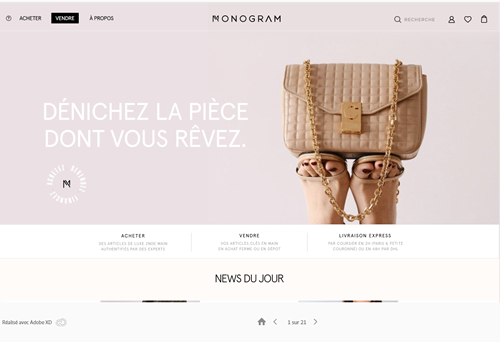 ACHETER VENDRE À PROPOS
MONOGRAM
RECHERCHE
DÉNICHEZ LA PIÈCE
DONT VOUS RÊVEZ.
M
ACHETER
DES ARTICLES DE LUXE 2NDE MAIN
AUTHENTIFIÉS PAR DES EXPERTS
VENDRE
VOS ARTICLES CLÉS EN MAIN
EN ACHAT FERME OU EN DÉPÔT
LIVRAISON EXPRESS
PAR COURSIER EN 2H (PARIS & PETITE
COURONNE) OU EN 48H PAR DHL
NEWS DU JOUR
Réalisé avec Adobe XD
1 sur 21